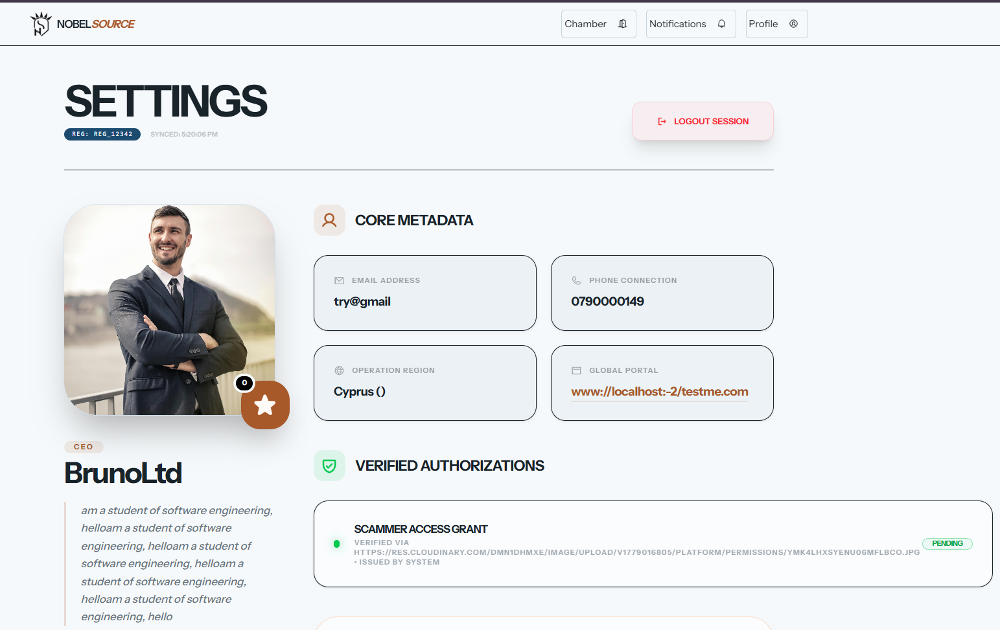 NOBELSOURCE
Chamber
Notifications
Profile
SETTINGS
REG: REG_12342
SYNCED: 5:20:06 PM
LOGOUT SESSION
0
CEO
BrunoLtd
am a student of software engineering,
helloam a student of software
engineering, helloam a student of
software engineering, helloam a
student of software engineering,
helloam a student of software
engineering, hello
CORE METADATA
EMAIL ADDRESS
try@gmail
PHONE CONNECTION
0790000149
OPERATION REGION
Cyprus ()
GLOBAL PORTAL
www://localhost:-2/testme.com
VERIFIED AUTHORIZATIONS
SCAMMER ACCESS GRANT
VERIFIED VIA
HTTPS://RES.CLOUDINARY.COM/DMN1DHMXE/IMAGE/UPLOAD/V1779016805/PLATFORM/PERMISSIONS/YMK4LHXSYENU06MFLBCO.JPG
• ISSUED BY SYSTEM
PENDING